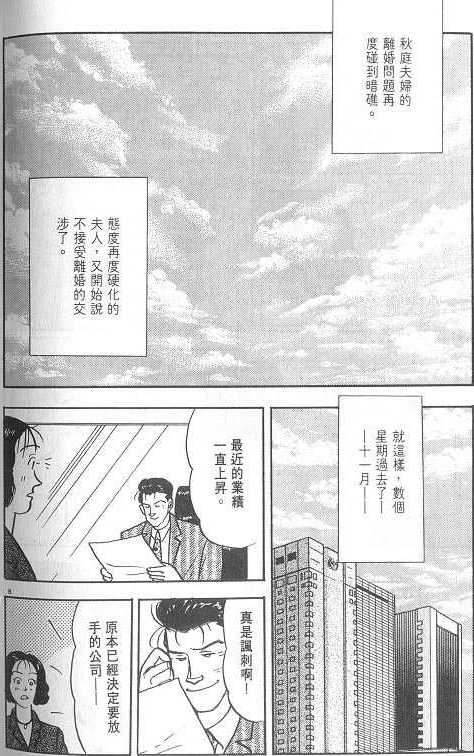 秋庭夫婦的
離婚問題再
度碰到暗礁。
態度再度硬化的
夫人，又開始說
不接受離婚的交
涉了。
就這樣，數個
星期過去了—
—十一月—
最近的業績
一直上昇。
真是諷刺啊！
原本已經決定要放
手的公司
8